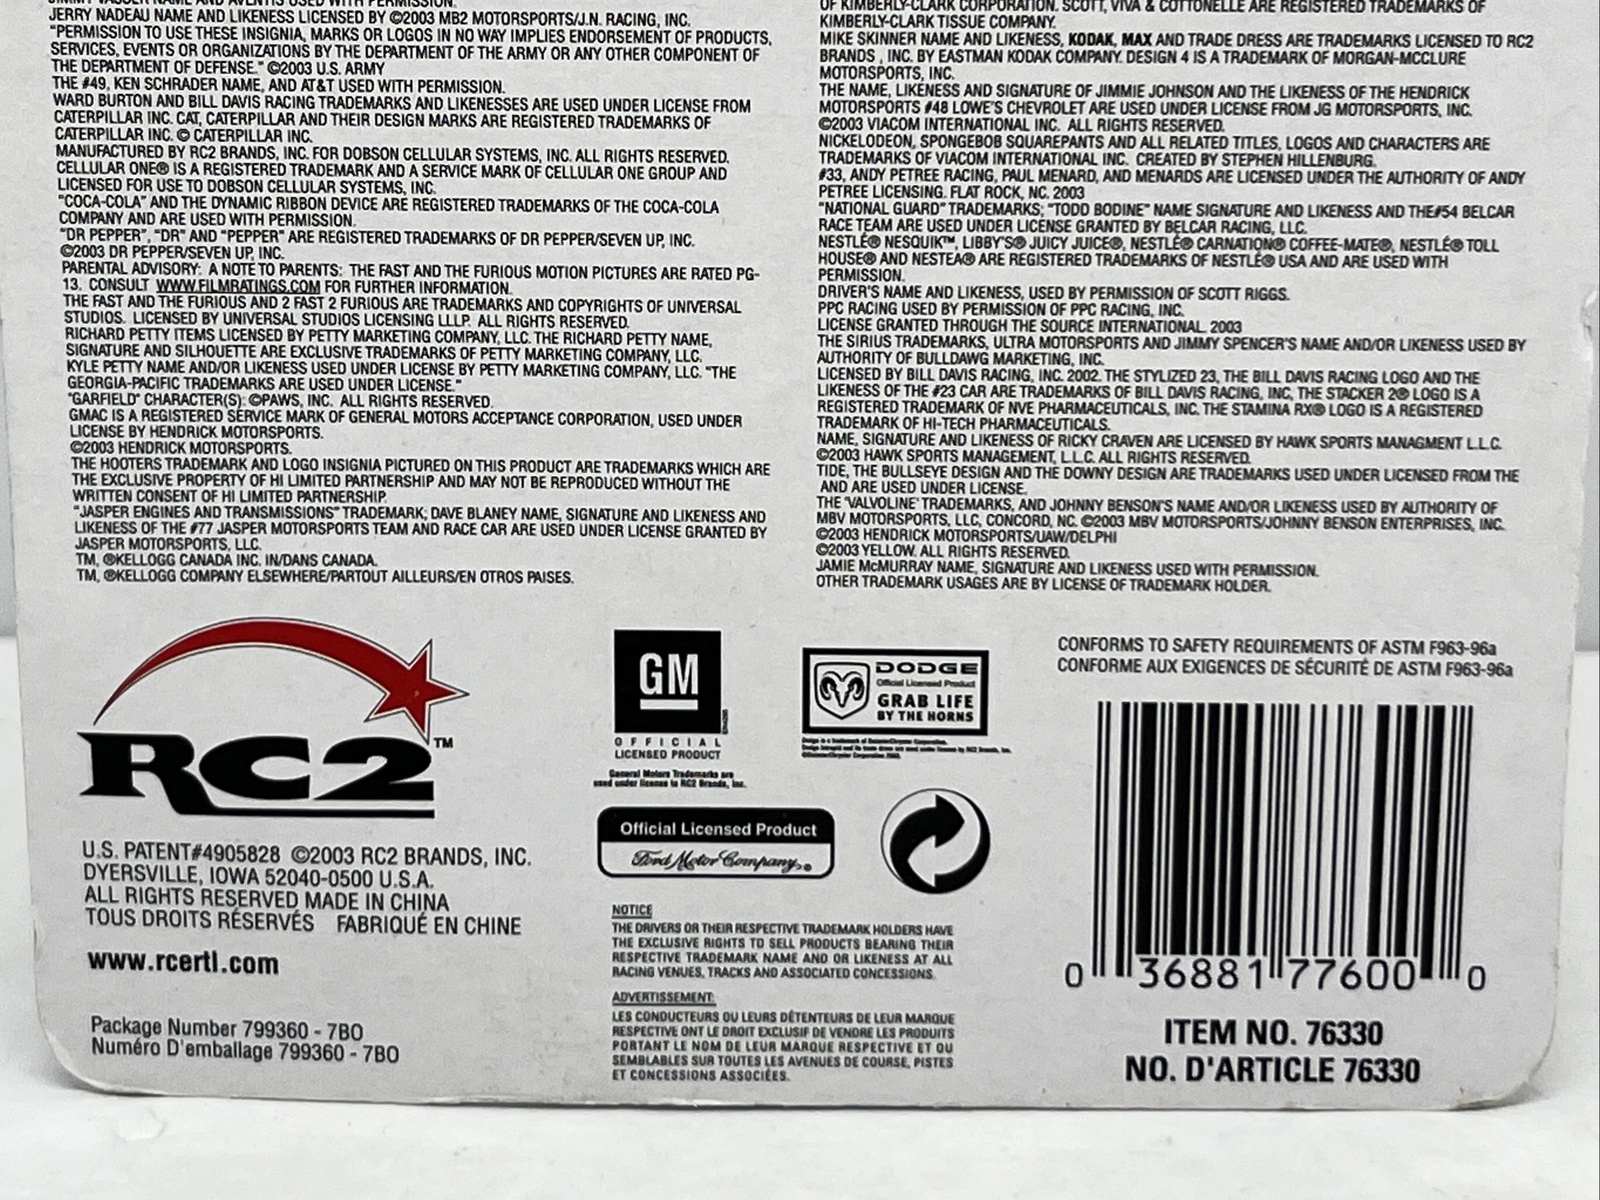 JERRY NADEAU NAME AND LIKENESS LICENSED BY ©2003 MB2 MOTORSPORTS/J.N. RACING, INC.
"PERMISSION TO USE THESE INSIGNIA, MARKS OR LOGOS IN NO WAY IMPLIES ENDORSEMENT OF PRODUCTS,
SERVICES, EVENTS OR ORGANIZATIONS BY THE DEPARTMENT OF THE ARMY OR ANY OTHER COMPONENT OF
THE DEPARTMENT OF DEFENSE." ©2003 U.S. ARMY
THE #49, KEN SCHRADER NAME, AND AT&T USED WITH PERMISSION.
WARD BURTON AND BILL DAVIS RACING TRADEMARKS AND LIKENESSES ARE USED UNDER LICENSE FROM
CATERPILLAR INC. CAT, CATERPILLAR AND THEIR DESIGN MARKS ARE REGISTERED TRADEMARKS OF
CATERPILLAR INC. © CATERPILLAR INC.
MANUFACTURED BY RC2 BRANDS, INC. FOR DOBSON CELLULAR SYSTEMS, INC. ALL RIGHTS RESERVED.
CELLULAR ONE® IS A REGISTERED TRADEMARK AND A SERVICE MARK OF CELLULAR ONE GROUP AND
LICENSED FOR USE TO DOBSON CELLULAR SYSTEMS, INC.
"COCA-COLA" AND THE DYNAMIC RIBBON DEVICE ARE REGISTERED TRADEMARKS OF THE COCA-COLA
COMPANY AND ARE USED WITH PERMISSION.
"DR PEPPER", "DR" AND "PEPPER" ARE REGISTERED TRADEMARKS OF DR PEPPER/SEVEN UP, INC.
©2003 DR PEPPER/SEVEN UP, INC.
PARENTAL ADVISORY: A NOTE TO PARENTS: THE FAST AND THE FURIOUS MOTION PICTURES ARE RATED PG-
13. CONSULT WWW.FILMRATINGS.COM FOR FURTHER INFORMATION.
THE FAST AND THE FURIOUS AND 2 FAST 2 FURIOUS ARE TRADEMARKS AND COPYRIGHTS OF UNIVERSAL
STUDIOS. LICENSED BY UNIVERSAL STUDIOS LICENSING LLLP. ALL RIGHTS RESERVED.
RICHARD PETTY ITEMS LICENSED BY PETTY MARKETING COMPANY, LLC. THE RICHARD PETTY NAME,
SIGNATURE AND SILHOUETTE ARE EXCLUSIVE TRADEMARKS OF PETTY MARKETING COMPANY, LLC.
KYLE PETTY NAME AND/OR LIKENESS USED UNDER LICENSE BY PETTY MARKETING COMPANY, LLC. "THE
GEORGIA-PACIFIC TRADEMARKS ARE USED UNDER LICENSE."
"GARFIELD" CHARACTER(S): ©PAWS, INC. ALL RIGHTS RESERVED.
GMAC IS A REGISTERED SERVICE MARK OF GENERAL MOTORS ACCEPTANCE CORPORATION, USED UNDER
LICENSE BY HENDRICK MOTORSPORTS.
©2003 HENDRICK MOTORSPORTS.
THE HOOTERS TRADEMARK AND LOGO INSIGNIA PICTURED ON THIS PRODUCT ARE TRADEMARKS WHICH ARE
THE EXCLUSIVE PROPERTY OF HI LIMITED PARTNERSHIP AND MAY NOT BE REPRODUCED WITHOUT THE
WRITTEN CONSENT OF HI LIMITED PARTNERSHIP.
"JASPER ENGINES AND TRANSMISSIONS" TRADEMARK; DAVE BLANEY NAME, SIGNATURE AND LIKENESS AND
LIKENESS OF THE #77 JASPER MOTORSPORTS TEAM AND RACE CAR ARE USED UNDER LICENSE GRANTED BY
JASPER MOTORSPORTS, LLC.
TM, ®KELLOGG CANADA INC. IN/DANS CANADA.
TM, ®KELLOGG COMPANY ELSEWHERE/PARTOUT AILLEURS/EN OTROS PAISES.
OF KIMBERLY-CLARK CORPORATION. SCOTT, VIVA & COTTONELLE ARE REGISTERED TRADEMARKS OF
KIMBERLY-CLARK TISSUE COMPANY.
MIKE SKINNER NAME AND LIKENESS, KODAK, MAX AND TRADE DRESS ARE TRADEMARKS LICENSED TO RC2
BRANDS , INC. BY EASTMAN KODAK COMPANY. DESIGN 4 IS A TRADEMARK OF MORGAN-MCCLURE
MOTORSPORTS, INC.
THE NAME, LIKENESS AND SIGNATURE OF JIMMIE JOHNSON AND THE LIKENESS OF THE HENDRICK
MOTORSPORTS #48 LOWE'S CHEVROLET ARE USED UNDER LICENSE FROM JG MOTORSPORTS, INC.
©2003 VIACOM INTERNATIONAL INC. ALL RIGHTS RESERVED.
NICKELODEON, SPONGEBOB SQUAREPANTS AND ALL RELATED TITLES, LOGOS AND CHARACTERS ARE
TRADEMARKS OF VIACOM INTERNATIONAL INC. CREATED BY STEPHEN HILLENBURG.
#33, ANDY PETREE RACING, PAUL MENARD, AND MENARDS ARE LICENSED UNDER THE AUTHORITY OF ANDY
PETREE LICENSING. FLAT ROCK, NC. 2003
"NATIONAL GUARD" TRADEMARKS; "TODD BODINE" NAME SIGNATURE AND LIKENESS AND THE#54 BELCAR
RACE TEAM ARE USED UNDER LICENSE GRANTED BY BELCAR RACING, LLC.
NESTLÉ® NESQUIK™, LIBBY'S® JUICY JUICE®, NESTLÉ® CARNATION® COFFEE-MATE®, NESTLÉ® TOLL
HOUSE® AND NESTEA® ARE REGISTERED TRADEMARKS OF NESTLÉ® USA AND ARE USED WITH
PERMISSION.
DRIVER'S NAME AND LIKENESS, USED BY PERMISSION OF SCOTT RIGGS.
PPC RACING USED BY PERMISSION OF PPC RACING, INC.
LICENSE GRANTED THROUGH THE SOURCE INTERNATIONAL. 2003
THE SIRIUS TRADEMARKS, ULTRA MOTORSPORTS AND JIMMY SPENCER'S NAME AND/OR LIKENESS USED BY
AUTHORITY OF BULLDAWG MARKETING, INC.
LICENSED BY BILL DAVIS RACING, INC. 2002. THE STYLIZED 23, THE BILL DAVIS RACING LOGO AND THE
LIKENESS OF THE #23 CAR ARE TRADEMARKS OF BILL DAVIS RACING, INC, THE STACKER 2® LOGO IS A
REGISTERED TRADEMARK OF NVE PHARMACEUTICALS, INC. THE STAMINA RX® LOGO IS A REGISTERED
TRADEMARK OF HI-TECH PHARMACEUTICALS.
NAME, SIGNATURE AND LIKENESS OF RICKY CRAVEN ARE LICENSED BY HAWK SPORTS MANAGMENT L.L.C.
©2003 HAWK SPORTS MANAGEMENT, L.L.C. ALL RIGHTS RESERVED.
TIDE, THE BULLSEYE DESIGN AND THE DOWNY DESIGN ARE TRADEMARKS USED UNDER LICENSED FROM THE
AND ARE USED UNDER LICENSE.
THE 'VALVOLINE' TRADEMARKS, AND JOHNNY BENSON'S NAME AND/OR LIKENESS USED BY AUTHORITY OF
MBV MOTORSPORTS, LLC, CONCORD, NC. ©2003 MBV MOTORSPORTS/JOHNNY BENSON ENTERPRISES, INC.
©2003 HENDRICK MOTORSPORTS/UAW/DELPHI
©2003 YELLOW. ALL RIGHTS RESERVED.
JAMIE McMURRAY NAME, SIGNATURE AND LIKENESS USED WITH PERMISSION.
OTHER TRADEMARK USAGES ARE BY LICENSE OF TRADEMARK HOLDER.
RC2™
U.S. PATENT#4905828 ©2003 RC2 BRANDS, INC.
DYERSVILLE, IOWA 52040-0500 U.S.A.
ALL RIGHTS RESERVED MADE IN CHINA
TOUS DROITS RÉSERVÉS FABRIQUÉ EN CHINE
www.rcertl.com
Package Number 799360 - 7BO
Numéro D'emballage 799360 - 7BO
GM
OFFICIAL
LICENSED PRODUCT
General Motors Trademarks are
used under license to RC2 Brands, Inc.
DODGE
Official Licensed Product
GRAB LIFE
BY THE HORNS
Official Licensed Product
Ford Motor Company®
NOTICE
THE DRIVERS OR THEIR RESPECTIVE TRADEMARK HOLDERS HAVE
THE EXCLUSIVE RIGHTS TO SELL PRODUCTS BEARING THEIR
RESPECTIVE TRADEMARK NAME AND OR LIKENESS AT ALL
RACING VENUES, TRACKS AND ASSOCIATED CONCESSIONS.
ADVERTISSEMENT:
LES CONDUCTEURS OU LEURS DÉTENTEURS DE LEUR MARQUE
RESPECTIVE ONT LE DROIT EXCLUSIF DE VENDRE LES PRODUITS
PORTANT LE NOM DE LEUR MARQUE RESPECTIVE ET OU
SEMBLABLES SUR TOUTES LES AVENUES DE COURSE, PISTES
ET CONCESSIONS ASSOCIÉES.
CONFORMS TO SAFETY REQUIREMENTS OF ASTM F963-96a
CONFORME AUX EXIGENCES DE SÉCURITÉ DE ASTM F963-96a
0 36881 77600 0
ITEM NO. 76330
NO. D'ARTICLE 76330